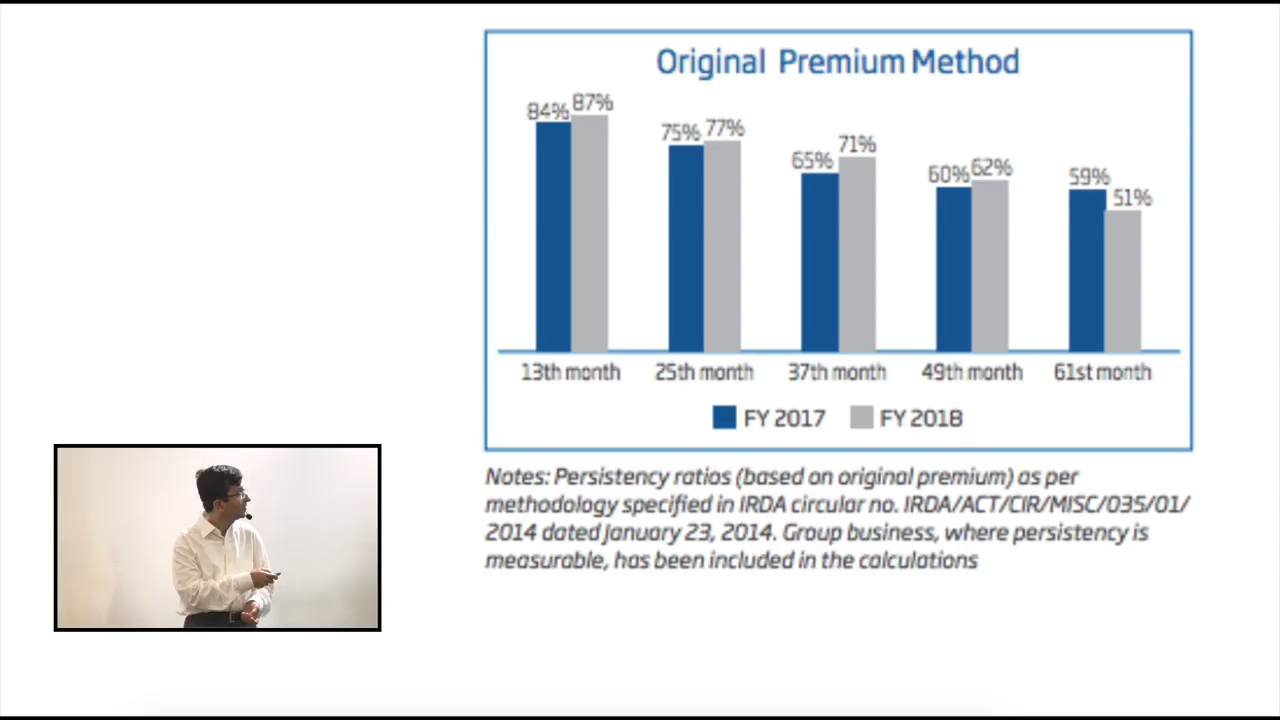 Original Premium Method
84% 87%
75% 77%
65% 71%
60% 62%
59% 51%
13th month 25th month 37th month 49th month 61st month
FY 2017 FY 2018
Notes: Persistency ratios (based on original premium) as per
methodology specified in IRDA circular no. IRDA/ACT/CIR/MISC/035/01/
2014 dated January 23, 2014. Group business, where persistency is
measurable, has been included in the calculations